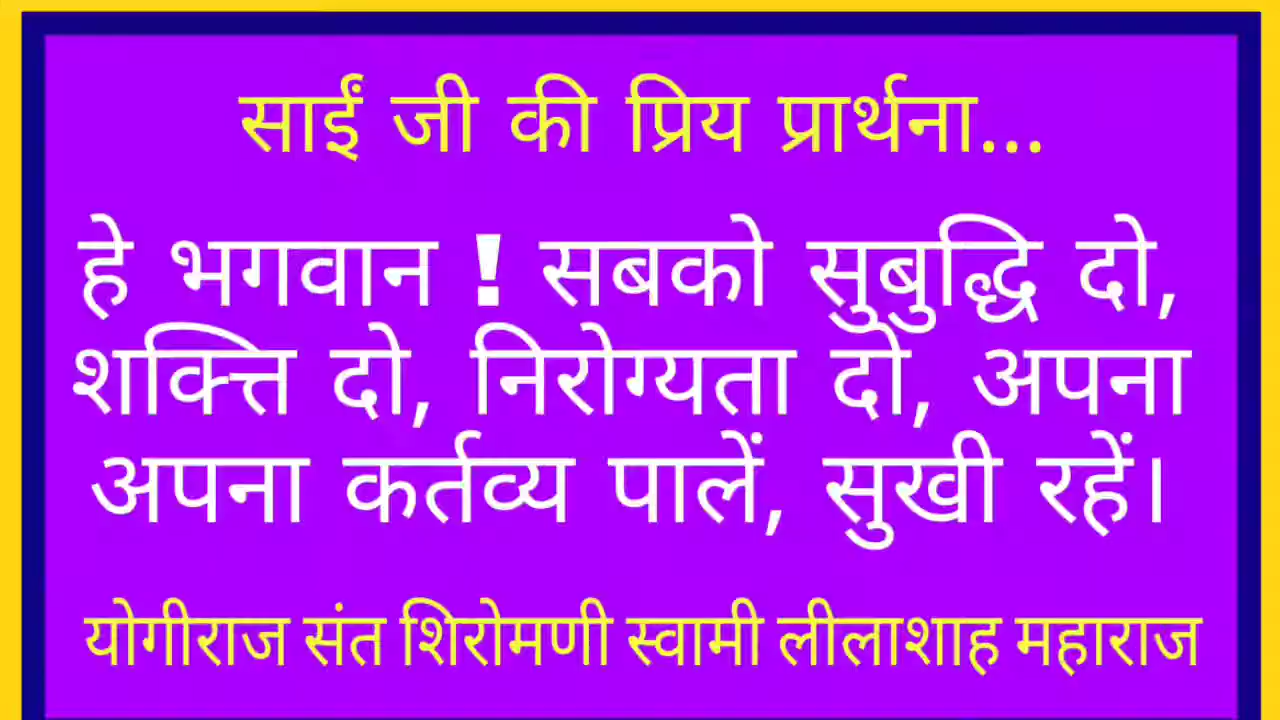 साईं जी की प्रिय प्रार्थना...
हे भगवान ! सबको सुबुद्धि दो,
शक्ति दो, निरोग्यता दो, अपना
अपना कर्तव्य पालें, सुखी रहें।
योगीराज संत शिरोमणी स्वामी लीलाशाह महाराज